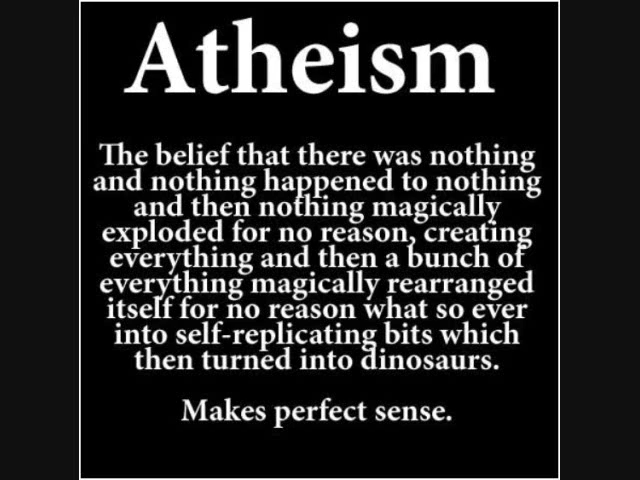 Atheism
The belief that there was nothing
and nothing happened to nothing
and then nothing magically
exploded for no reason, creating
everything and then a bunch of
everything magically rearranged
itself for no reason what so ever
into self-replicating bits which
then turned into dinosaurs.
Makes perfect sense.